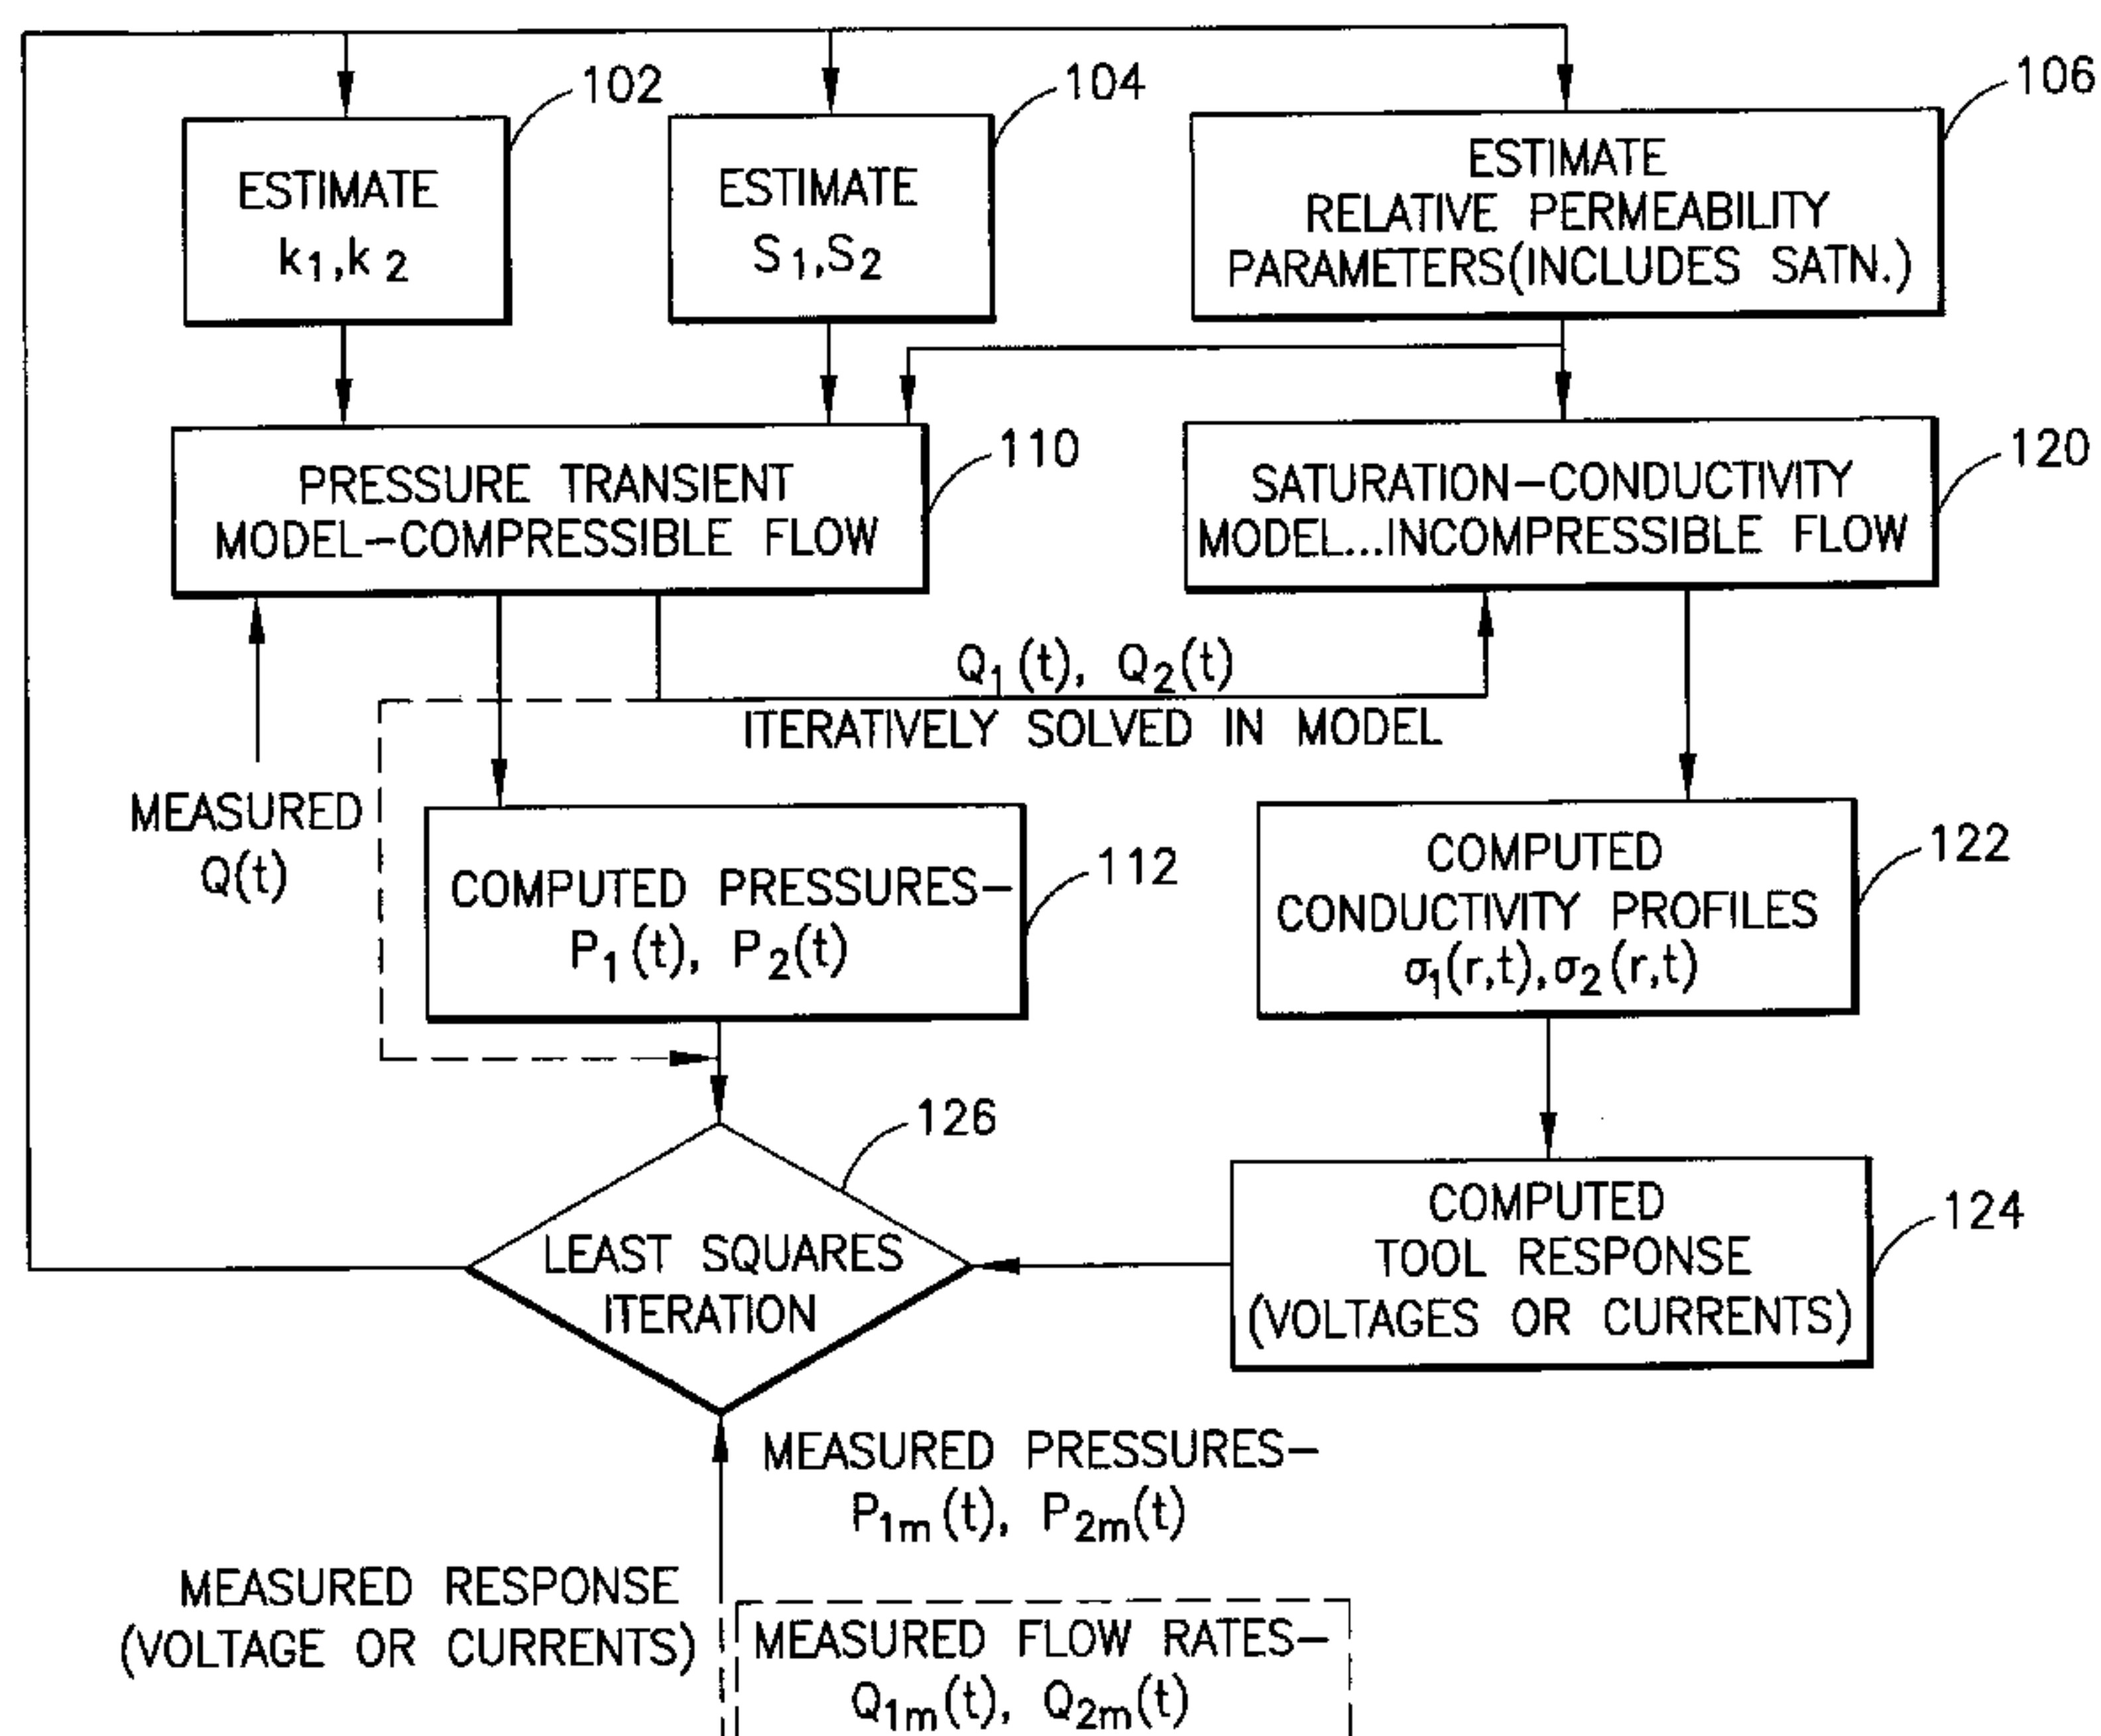 102
104
106
ESTIMATE
k1,k2
ESTIMATE
S1,S2
ESTIMATE
RELATIVE PERMEABILITY
PARAMETERS(INCLUDES SATN.)
110
120
PRESSURE TRANSIENT
MODEL-COMPRESSIBLE FLOW
SATURATION-CONDUCTIVITY
MODEL...INCOMPRESSIBLE FLOW
Q1(t), Q2(t)
ITERATIVELY SOLVED IN MODEL
MEASURED
Q(t)
112
COMPUTED PRESSURES-
P1(t), P2(t)
122
COMPUTED
CONDUCTIVITY PROFILES
σ1(r,t),σ2(r,t)
126
LEAST SQUARES
ITERATION
124
COMPUTED
TOOL RESPONSE
(VOLTAGES OR CURRENTS)
MEASURED PRESSURES-
P1m(t), P2m(t)
MEASURED RESPONSE
(VOLTAGE OR CURRENTS)
MEASURED FLOW RATES-
Q1m(t), Q2m(t)